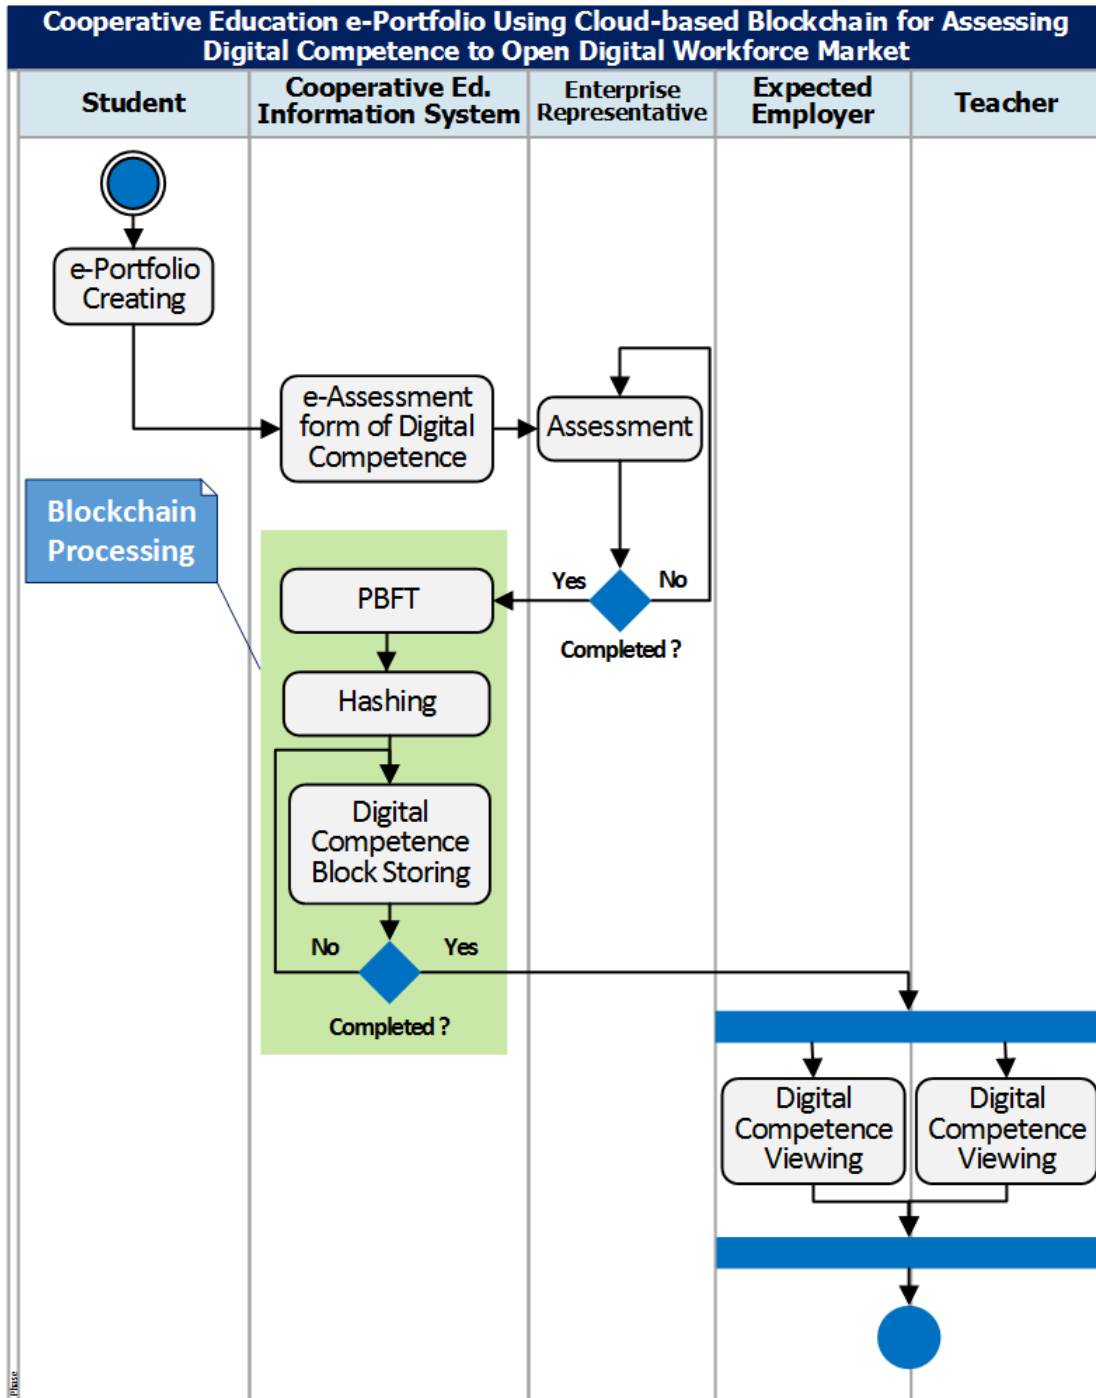 Cooperative Education e-Portfolio Using Cloud-based Blockchain for Assessing
Digital Competence to Open Digital Workforce Market
Student
Cooperative Ed.
Information System
Enterprise
Representative
Expected
Employer
Teacher
e-Portfolio
Creating
e-Assessment
form of Digital
Competence
Assessment
Blockchain
Processing
Yes
No
PBFT
Completed ?
Hashing
Digital
Competence
Block Storing
No
Yes
Completed ?
Digital
Competence
Viewing
Digital
Competence
Viewing
Phase